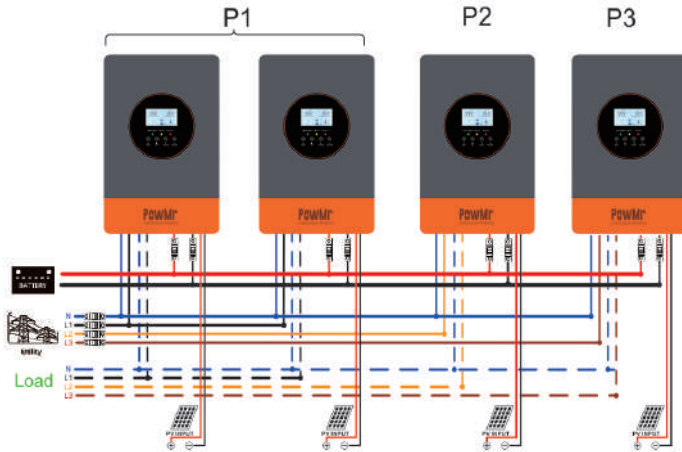 P1 P2 P3
PowMr PowMr PowMr PowMr
BATTERY
N
L1
L2
L3
Utility
Load
N
L1
L2
L3
PV INPUT PV INPUT PV INPUT PV INPUT
+ − + − + − + −